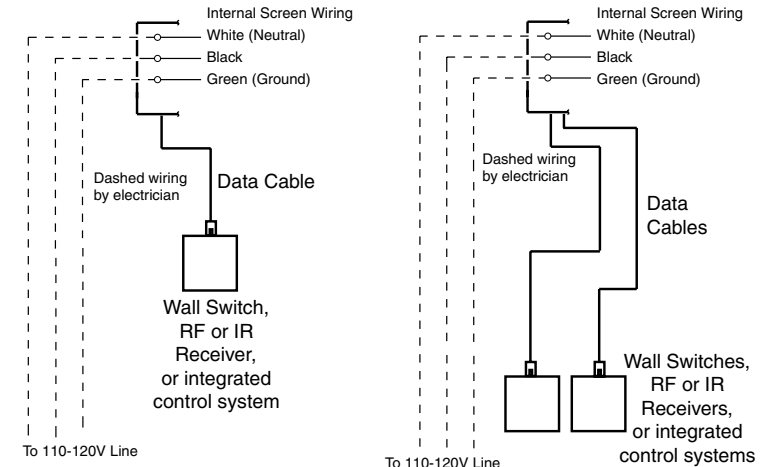 Internal Screen Wiring
White (Neutral)
Black
Green (Ground)
Dashed wiring
by electrician
Data Cable
Wall Switch,
RF or IR
Receiver,
or integrated
control system
To 110-120V Line
Internal Screen Wiring
White (Neutral)
Black
Green (Ground)
Dashed wiring
by electrician
Data
Cables
Wall Switches,
RF or IR
Receivers,
or integrated
control systems
To 110-120V Line